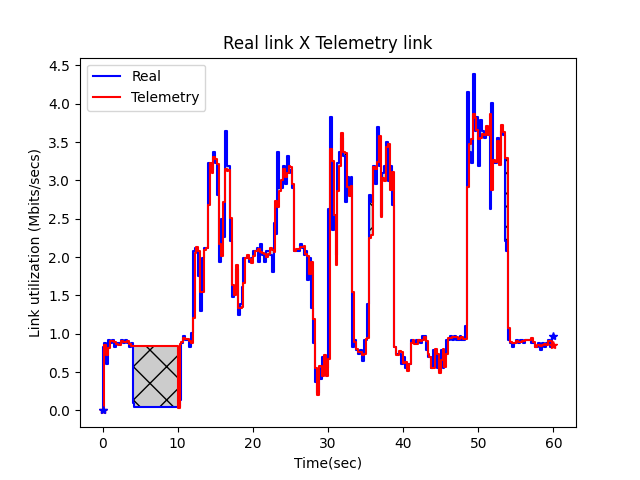 Real link X Telemetry link
Real
Telemetry
Link utilization (Mbits/secs)
4.5
4.0
3.5
3.0
2.5
2.0
1.5
1.0
0.5
0.0
0 10 20 30 40 50 60
Time(sec)